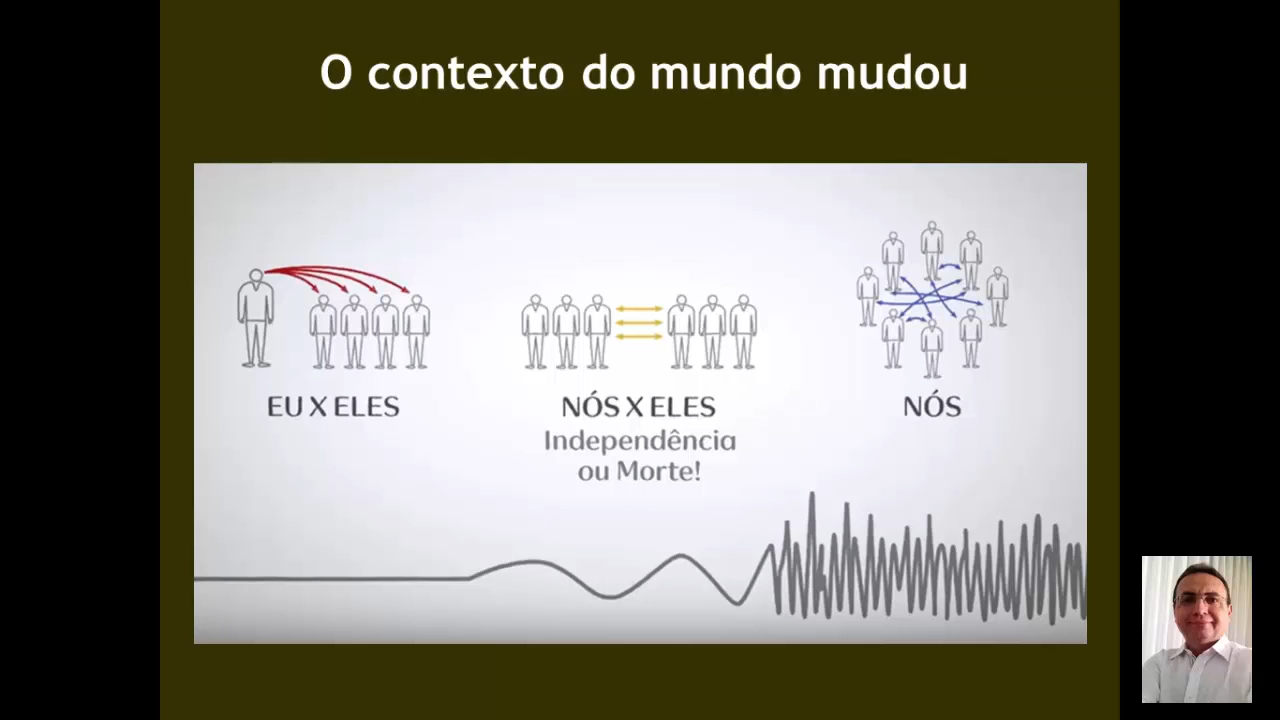 O contexto do mundo mudou
EU X ELES
NÓS X ELES
Independência
ou Morte!
NÓS